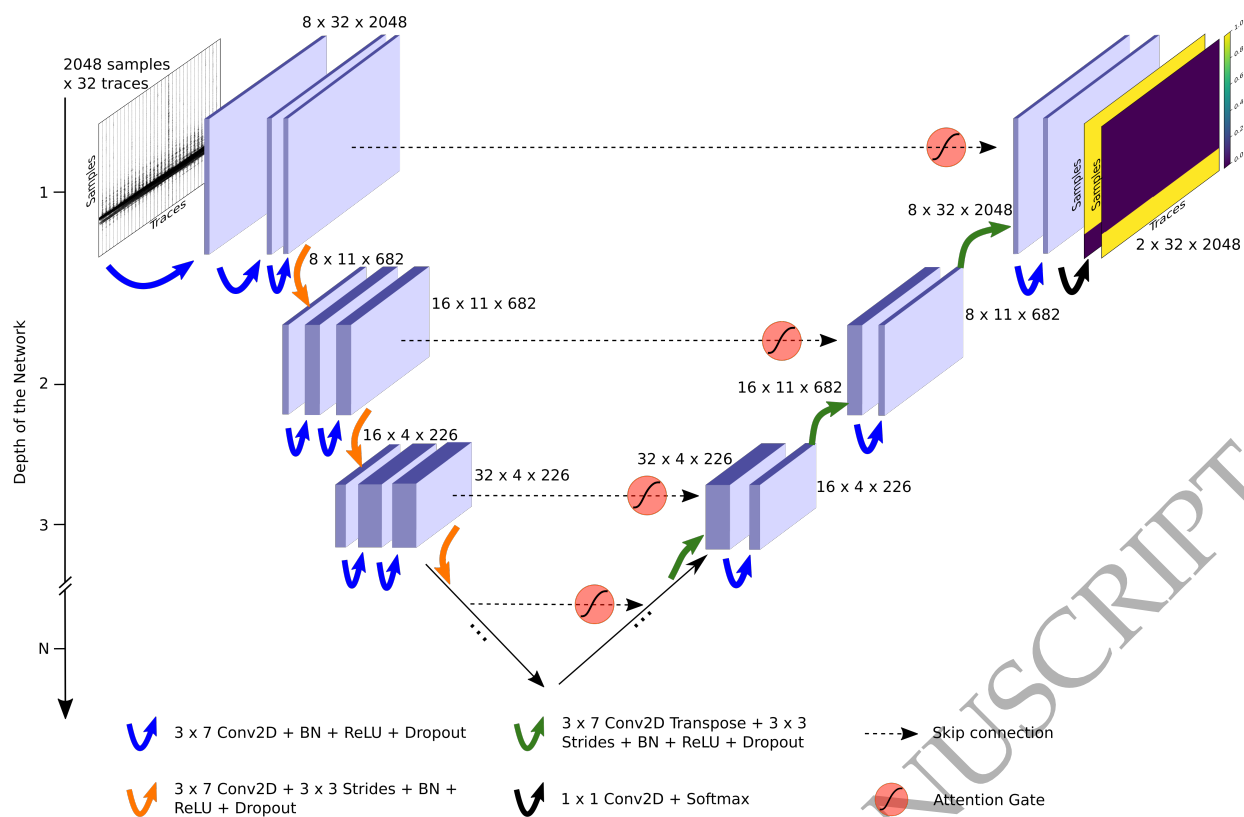 8 x 32 x 2048
2048 samples
x 32 traces
Samples
Traces
1.0
0.8
0.6
0.4
0.2
0.0
Samples
Samples
Traces
2 x 32 x 2048
8 x 32 x 2048
1
8 x 11 x 682
16 x 11 x 682
8 x 11 x 682
Depth of the Network
2
16 x 11 x 682
16 x 4 x 226
32 x 4 x 226
32 x 4 x 226
16 x 4 x 226
3
N
3 x 7 Conv2D + BN + ReLU + Dropout
3 x 7 Conv2D + 3 x 3 Strides + BN +
ReLU + Dropout
3 x 7 Conv2D Transpose + 3 x 3
Strides + BN + ReLU + Dropout
1 x 1 Conv2D + Softmax
Skip connection
Attention Gate
NUSCRIPT